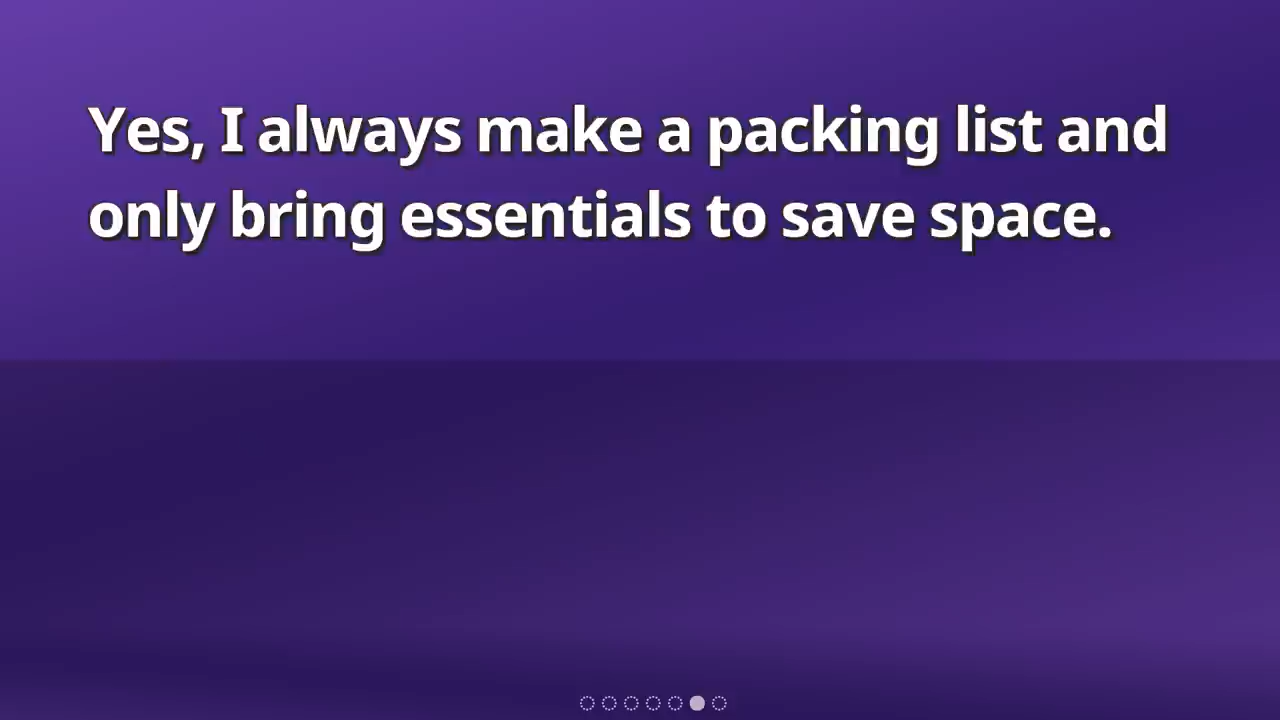 Yes, I always make a packing list and
only bring essentials to save space.